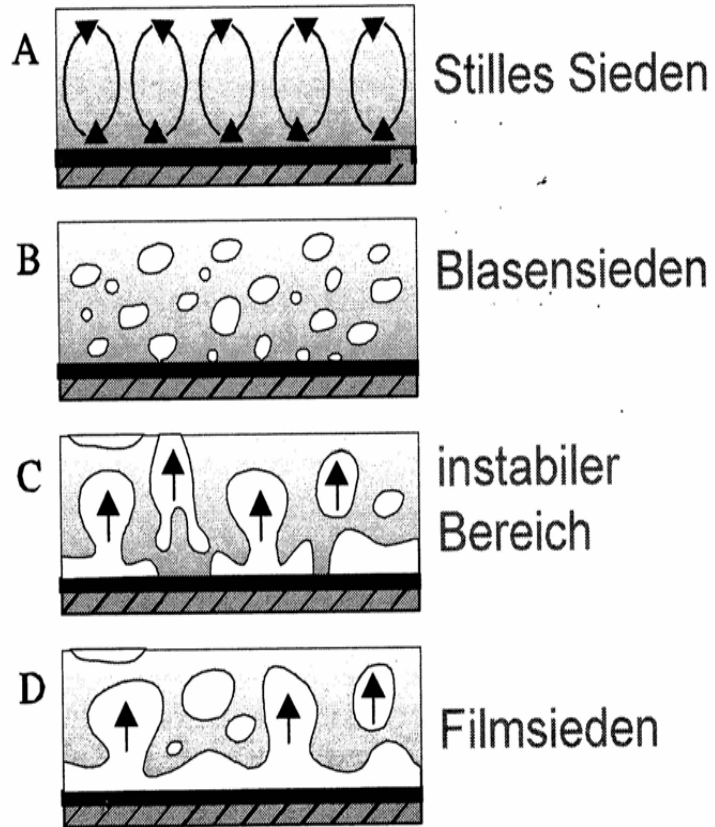 A
Stilles Sieden
B
Blasensieden
C
instabiler
Bereich
D
Filmsieden